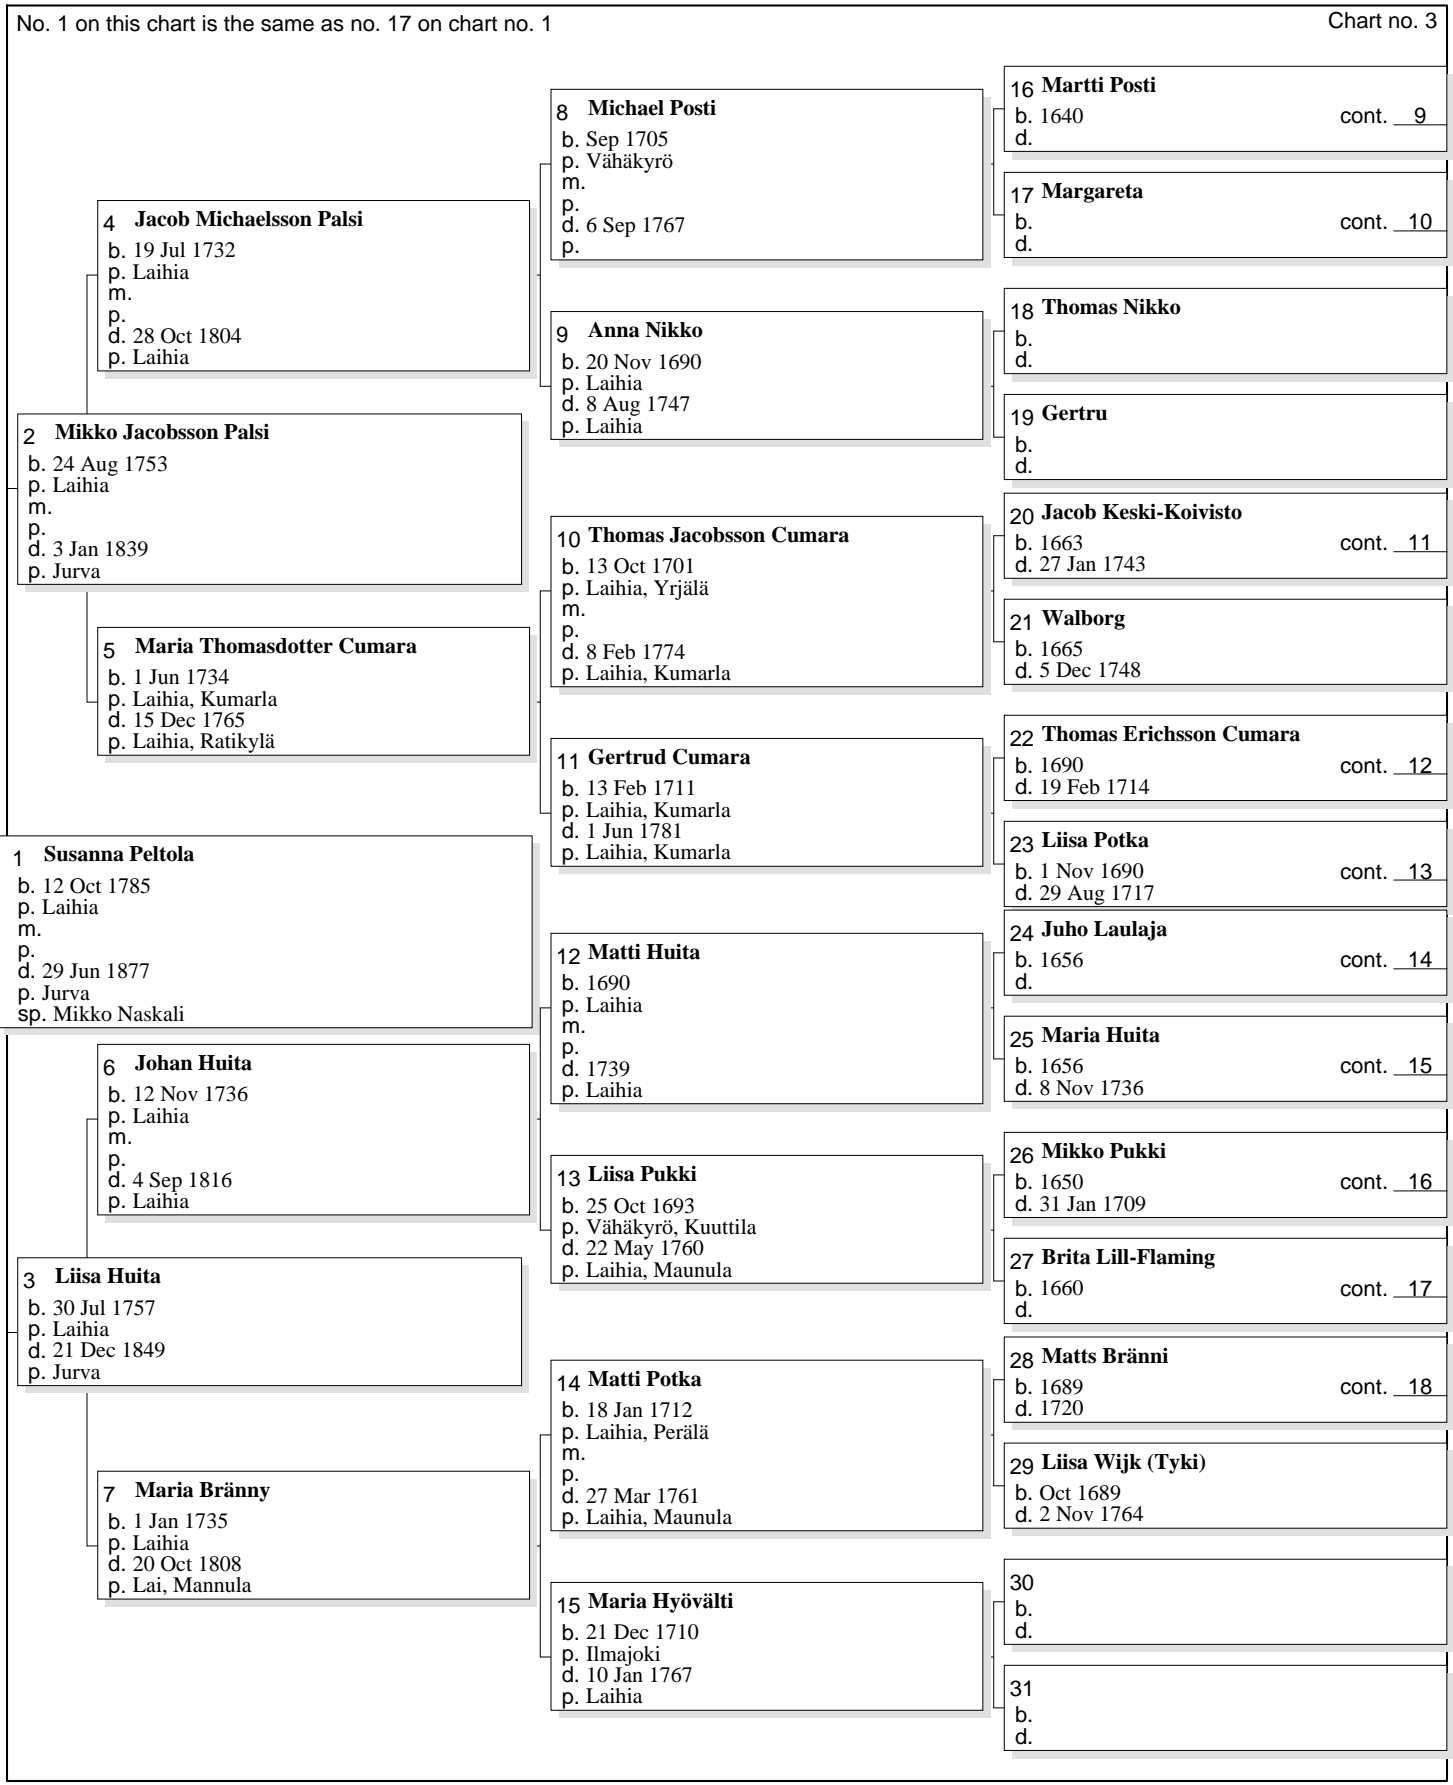 No. 1 on this chart is the same as no. 17 on chart no. 1
Chart no. 3
1 Susanna Peltola
b. 12 Oct 1785
p. Laihia
m.
p.
d. 29 Jun 1877
p. Jurva
sp. Mikko Naskali
2 Mikko Jacobsson Palsi
b. 24 Aug 1753
p. Laihia
m.
p.
d. 3 Jan 1839
p. Jurva
3 Liisa Huita
b. 30 Jul 1757
p. Laihia
d. 21 Dec 1849
p. Jurva
4 Jacob Michaelsson Palsi
b. 19 Jul 1732
p. Laihia
m.
p.
d. 28 Oct 1804
p. Laihia
5 Maria Thomasdotter Cumara
b. 1 Jun 1734
p. Laihia, Kumarla
d. 15 Dec 1765
p. Laihia, Ratikylä
6 Johan Huita
b. 12 Nov 1736
p. Laihia
m.
p.
d. 4 Sep 1816
p. Laihia
7 Maria Bränny
b. 1 Jan 1735
p. Laihia
d. 20 Oct 1808
p. Lai, Mannula
8 Michael Posti
b. Sep 1705
p. Vähäkyrö
m.
p.
d. 6 Sep 1767
p.
9 Anna Nikko
b. 20 Nov 1690
p. Laihia
d. 8 Aug 1747
p. Laihia
10 Thomas Jacobsson Cumara
b. 13 Oct 1701
p. Laihia, Yrjälä
m.
p.
d. 8 Feb 1774
p. Laihia, Kumarla
11 Gertrud Cumara
b. 13 Feb 1711
p. Laihia, Kumarla
d. 1 Jun 1781
p. Laihia, Kumarla
12 Matti Huita
b. 1690
p. Laihia
m.
p.
d. 1739
p. Laihia
13 Liisa Pukki
b. 25 Oct 1693
p. Vähäkyrö, Kuuttila
d. 22 May 1760
p. Laihia, Maunula
14 Matti Potka
b. 18 Jan 1712
p. Laihia, Perälä
m.
p.
d. 27 Mar 1761
p. Laihia, Maunula
15 Maria Hyövälti
b. 21 Dec 1710
p. Ilmajoki
d. 10 Jan 1767
p. Laihia
16 Martti Posti
b. 1640 cont. 9
d.
17 Margareta
b. cont. 10
d.
18 Thomas Nikko
b.
d.
19 Gertru
b.
d.
20 Jacob Keski-Koivisto
b. 1663 cont. 11
d. 27 Jan 1743
21 Walborg
b. 1665
d. 5 Dec 1748
22 Thomas Erichsson Cumara
b. 1690 cont. 12
d. 19 Feb 1714
23 Liisa Potka
b. 1 Nov 1690 cont. 13
d. 29 Aug 1717
24 Juho Laulaja
b. 1656 cont. 14
d.
25 Maria Huita
b. 1656 cont. 15
d. 8 Nov 1736
26 Mikko Pukki
b. 1650 cont. 16
d. 31 Jan 1709
27 Brita Lill-Flaming
b. 1660 cont. 17
d.
28 Matts Bränni
b. 1689 cont. 18
d. 1720
29 Liisa Wijk (Tyki)
b. Oct 1689
d. 2 Nov 1764
30
b.
d.
31
b.
d.